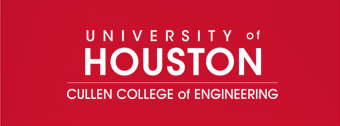 UNIVERSITY of
HOUSTON
CULLEN COLLEGE of ENGINEERING